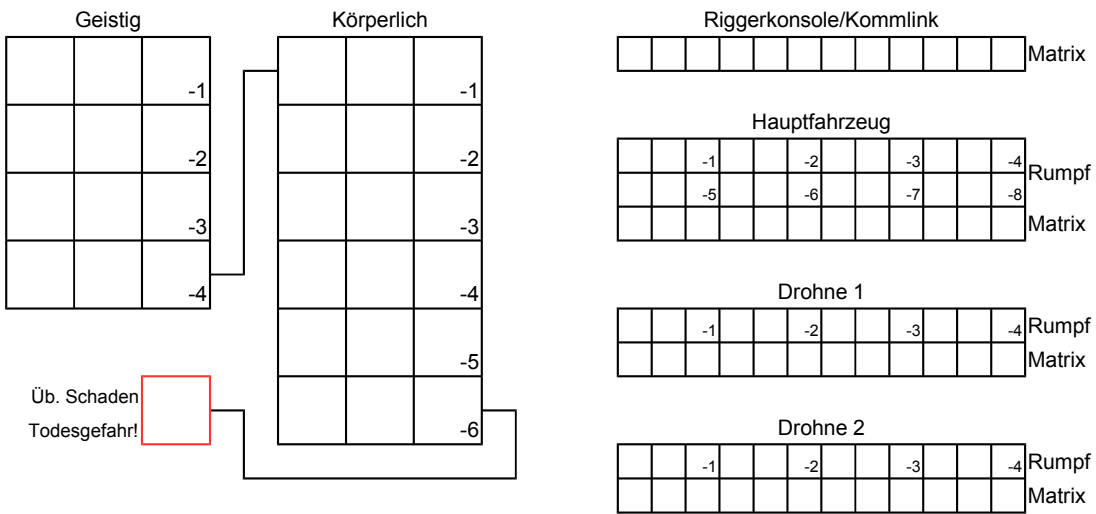 Geistig
-1
-2
-3
-4
Körperlich
-1
-2
-3
-4
-5
-6
Üb. Schaden
Todesgefahr!
Riggerkonsole/Kommlink
Matrix
Hauptfahrzeug
-1 -2 -3 -4 Rumpf
-5 -6 -7 -8
Matrix
Drohne 1
-1 -2 -3 -4 Rumpf
Matrix
Drohne 2
-1 -2 -3 -4 Rumpf
Matrix